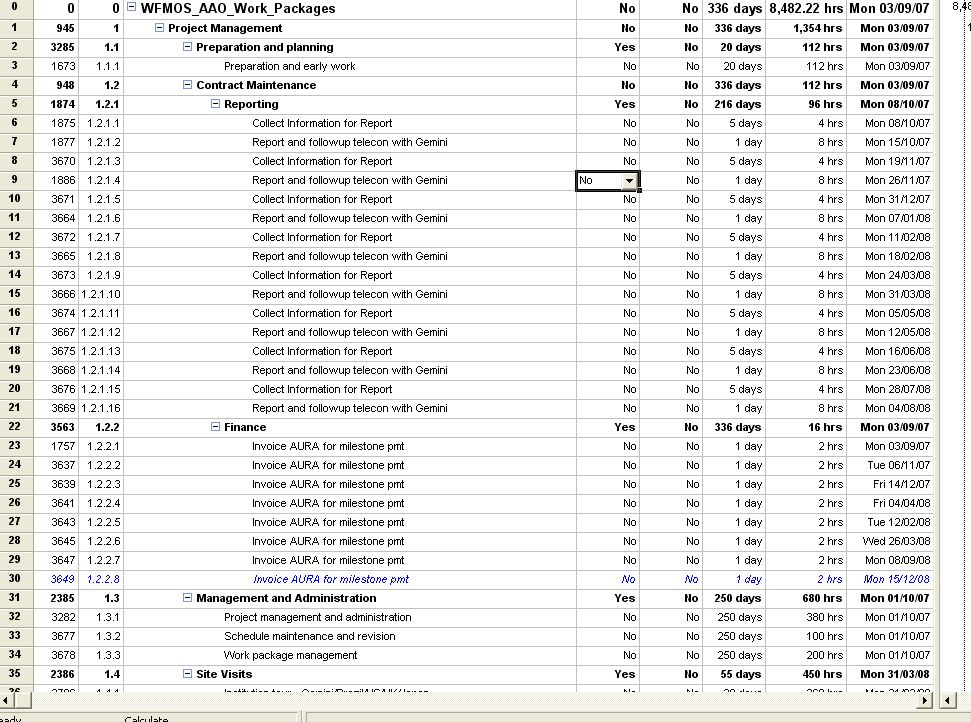 0 0 0 WFMOS_AAO_Work_Packages No No 336 days 8,482.22 hrs Mon 03/09/07
1 945 1 Project Management No No 336 days 1,354 hrs Mon 03/09/07
2 3285 1.1 Preparation and planning Yes No 20 days 112 hrs Mon 03/09/07
3 1673 1.1.1 Preparation and early work No No 20 days 112 hrs Mon 03/09/07
4 948 1.2 Contract Maintenance No No 336 days 112 hrs Mon 03/09/07
5 1874 1.2.1 Reporting Yes No 216 days 96 hrs Mon 08/10/07
6 1875 1.2.1.1 Collect Information for Report No No 5 days 4 hrs Mon 08/10/07
7 1877 1.2.1.2 Report and followup telecon with Gemini No No 1 day 8 hrs Mon 15/10/07
8 3670 1.2.1.3 Collect Information for Report No No 5 days 4 hrs Mon 19/11/07
9 1886 1.2.1.4 Report and followup telecon with Gemini No No 1 day 8 hrs Mon 26/11/07
10 3671 1.2.1.5 Collect Information for Report No No 5 days 4 hrs Mon 31/12/07
11 3664 1.2.1.6 Report and followup telecon with Gemini No No 1 day 8 hrs Mon 07/01/08
12 3672 1.2.1.7 Collect Information for Report No No 5 days 4 hrs Mon 11/02/08
13 3665 1.2.1.8 Report and followup telecon with Gemini No No 1 day 8 hrs Mon 18/02/08
14 3673 1.2.1.9 Collect Information for Report No No 5 days 4 hrs Mon 24/03/08
15 3666 1.2.1.10 Report and followup telecon with Gemini No No 1 day 8 hrs Mon 31/03/08
16 3674 1.2.1.11 Collect Information for Report No No 5 days 4 hrs Mon 05/05/08
17 3667 1.2.1.12 Report and followup telecon with Gemini No No 1 day 8 hrs Mon 12/05/08
18 3675 1.2.1.13 Collect Information for Report No No 5 days 4 hrs Mon 16/06/08
19 3668 1.2.1.14 Report and followup telecon with Gemini No No 1 day 8 hrs Mon 23/06/08
20 3676 1.2.1.15 Collect Information for Report No No 5 days 4 hrs Mon 28/07/08
21 3669 1.2.1.16 Report and followup telecon with Gemini No No 1 day 8 hrs Mon 04/08/08
22 3563 1.2.2 Finance Yes No 336 days 16 hrs Mon 03/09/07
23 1757 1.2.2.1 Invoice AURA for milestone pmt No No 1 day 2 hrs Mon 03/09/07
24 3637 1.2.2.2 Invoice AURA for milestone pmt No No 1 day 2 hrs Tue 06/11/07
25 3639 1.2.2.3 Invoice AURA for milestone pmt No No 1 day 2 hrs Fri 14/12/07
26 3641 1.2.2.4 Invoice AURA for milestone pmt No No 1 day 2 hrs Fri 04/04/08
27 3643 1.2.2.5 Invoice AURA for milestone pmt No No 1 day 2 hrs Tue 12/02/08
28 3645 1.2.2.6 Invoice AURA for milestone pmt No No 1 day 2 hrs Wed 26/03/08
29 3647 1.2.2.7 Invoice AURA for milestone pmt No No 1 day 2 hrs Mon 08/09/08
30 3649 1.2.2.8 Invoice AURA for milestone pmt No No 1 day 2 hrs Mon 15/12/08
31 2385 1.3 Management and Administration Yes No 250 days 680 hrs Mon 01/10/07
32 3282 1.3.1 Project management and administration No No 250 days 380 hrs Mon 01/10/07
33 3677 1.3.2 Schedule maintenance and revision No No 250 days 100 hrs Mon 01/10/07
34 3678 1.3.3 Work package management No No 250 days 200 hrs Mon 01/10/07
35 2386 1.4 Site Visits Yes No 55 days 450 hrs Mon 31/03/08
Calculate